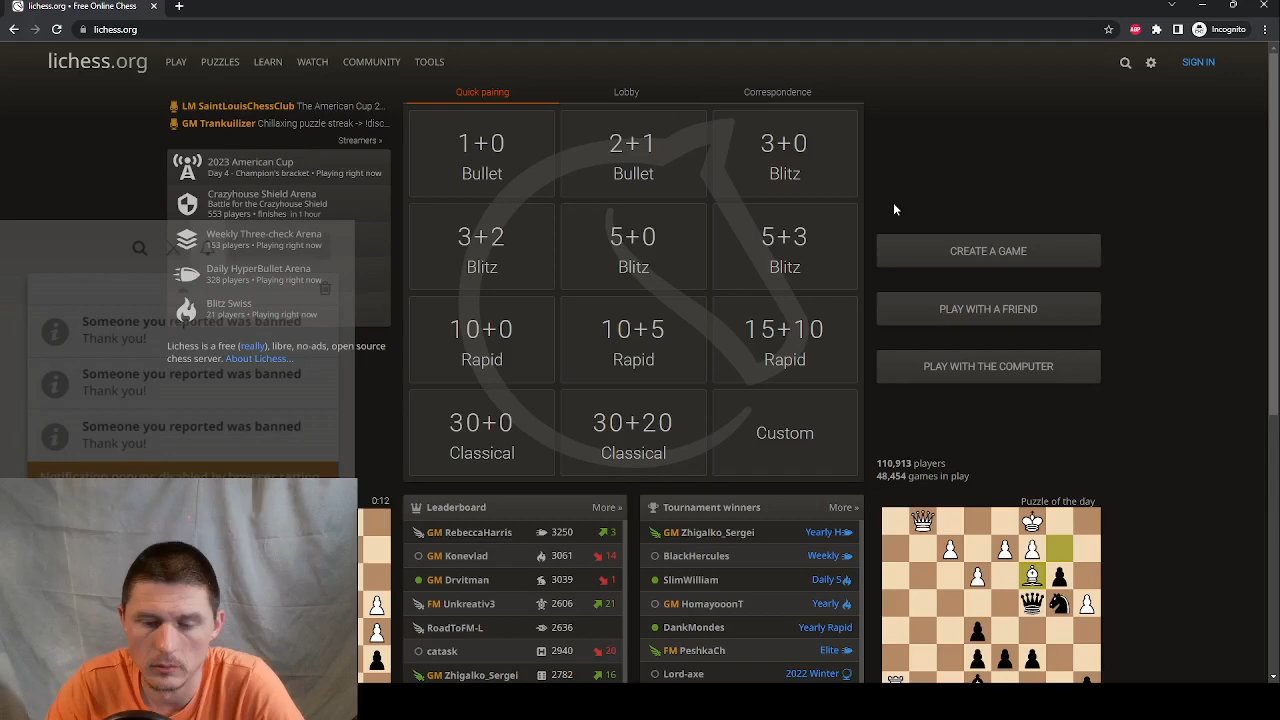 lichess.org • Free Online Chess
lichess.org
ABP
Incognito
lichess.org
PLAY
PUZZLES
LEARN
WATCH
COMMUNITY
TOOLS
SIGN IN
LM SaintLouisChessClub The American Cup 2...
GM Trankuilizer Chillaxing puzzle streak -> !disc...
Streamers »
2023 American Cup
Day 4 - Champion's bracket • Playing right now
Crazyhouse Shield Arena
Battle for the Crazyhouse Shield
553 players • finishes in 1 hour
Weekly Three-check Arena
153 players • Playing right now
Daily HyperBullet Arena
328 players • Playing right now
Blitz Swiss
21 players • Playing right now
Lichess is a free (really), libre, no-ads, open source
chess server. About Lichess...
Someone you reported was banned
Thank you!
Someone you reported was banned
Thank you!
Someone you reported was banned
Thank you!
Notification popups disabled by browser setting
0:12
Quick pairing
Lobby
Correspondence
1+0
Bullet
2+1
Bullet
3+0
Blitz
3+2
Blitz
5+0
Blitz
5+3
Blitz
10+0
Rapid
10+5
Rapid
15+10
Rapid
30+0
Classical
30+20
Classical
Custom
CREATE A GAME
PLAY WITH A FRIEND
PLAY WITH THE COMPUTER
110,913 players
48,454 games in play
Leaderboard More »
GM RebeccaHarris 3250 3
GM Konevlad 3061 14
GM Drvitman 3039 1
FM Unkreativ3 2606 21
RoadToFM-L 2636
catask 2940 20
GM Zhigalko_Sergei 2782 16
Tournament winners More »
GM Zhigalko_Sergei Yearly H
BlackHercules Weekly
SlimWilliam Daily S
GM HomayooonT Yearly
DankMondes Yearly Rapid
FM PeshkaCh Elite
Lord-axe 2022 Winter
Puzzle of the day